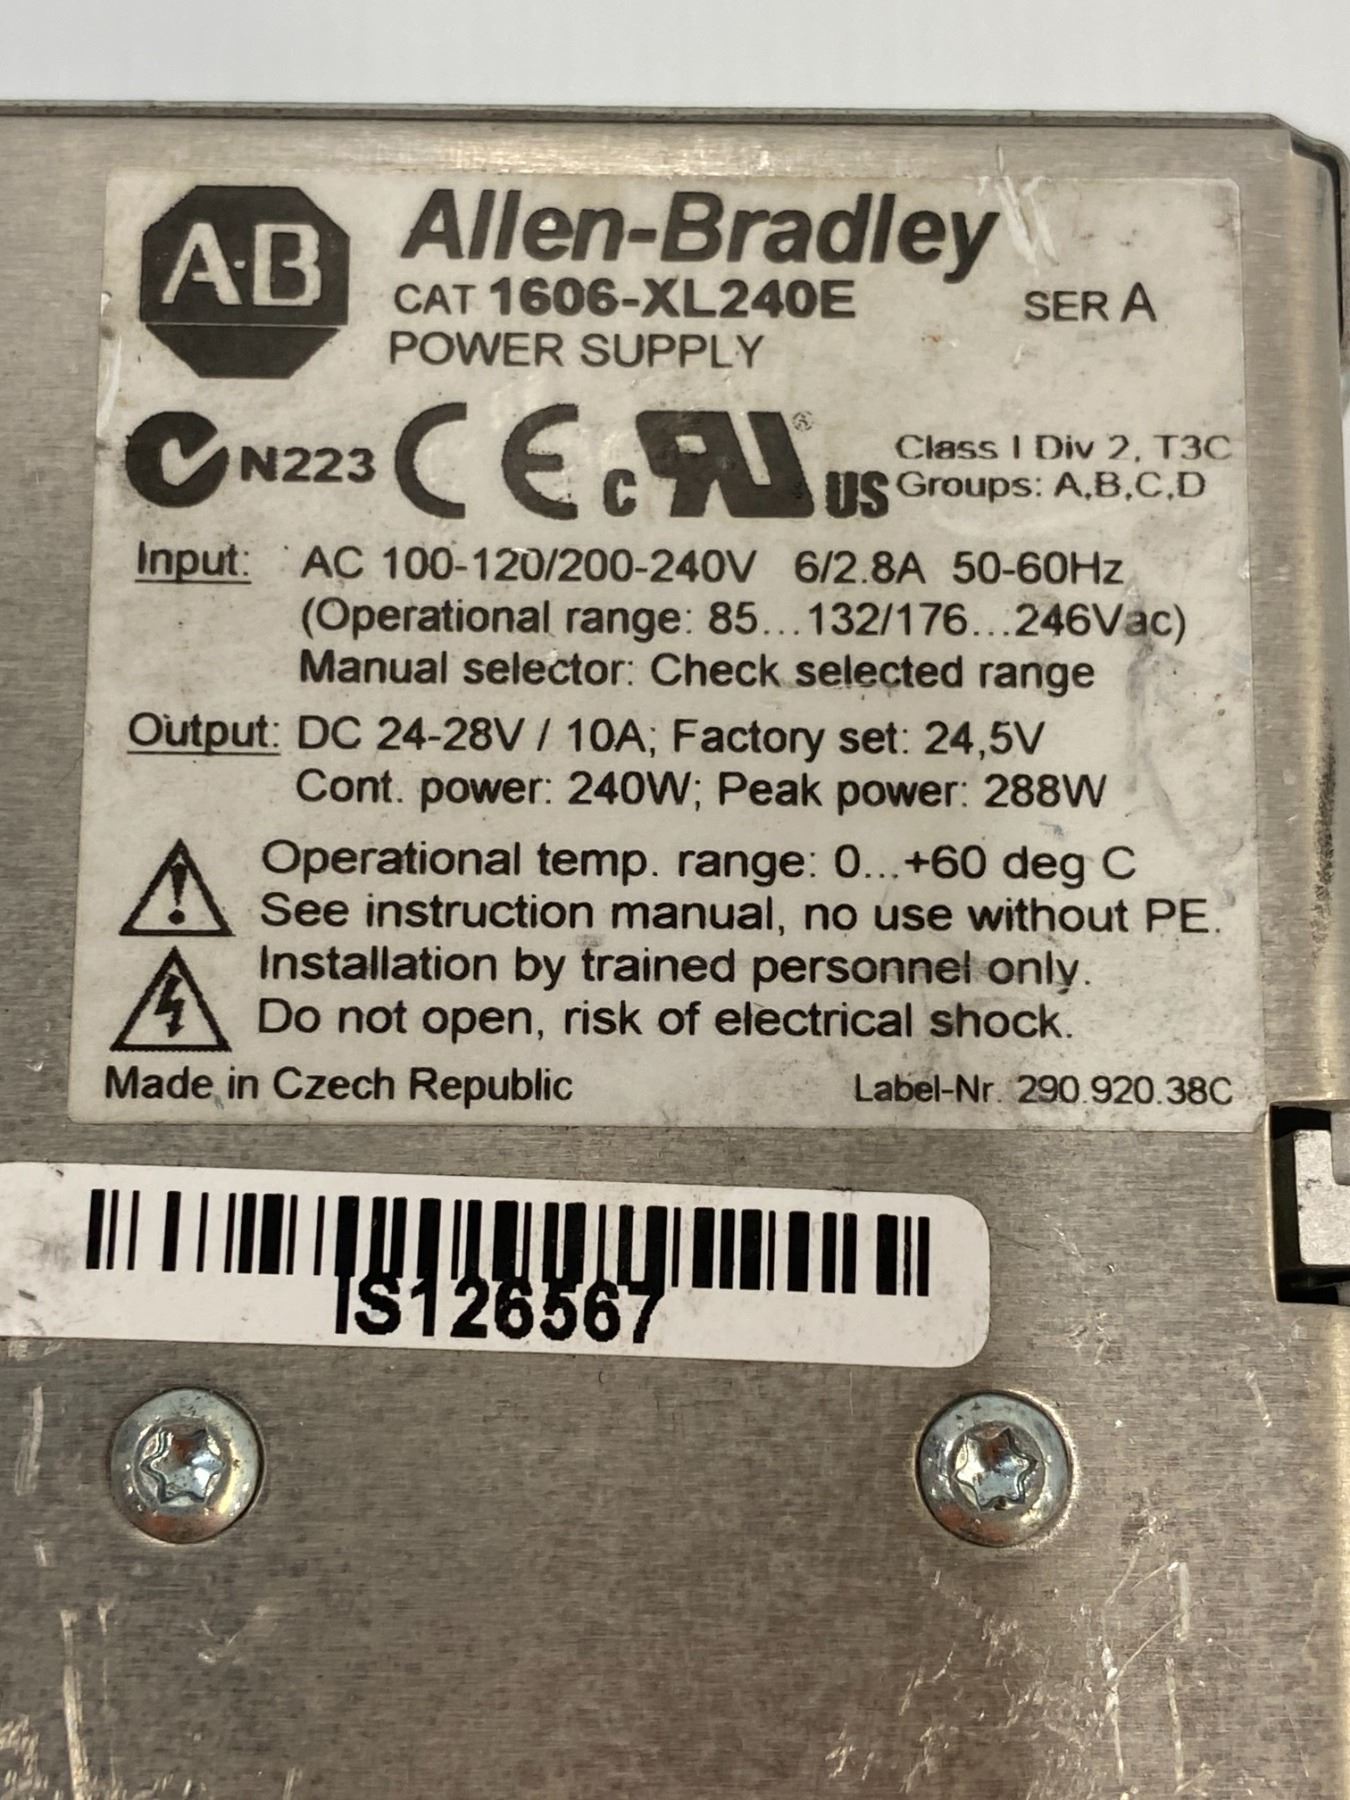 A·B
Allen-Bradley
CAT 1606-XL240E SER A
POWER SUPPLY
N223 CE c RU ® US
Class I Div 2, T3C
Groups: A,B,C,D
Input: AC 100-120/200-240V 6/2.8A 50-60Hz
(Operational range: 85...132/176...246Vac)
Manual selector: Check selected range
Output: DC 24-28V / 10A; Factory set: 24,5V
Cont. power: 240W; Peak power: 288W
Operational temp. range: 0...+60 deg C
See instruction manual, no use without PE.
Installation by trained personnel only.
Do not open, risk of electrical shock.
Made in Czech Republic Label-Nr. 290.920.38C
IS126567